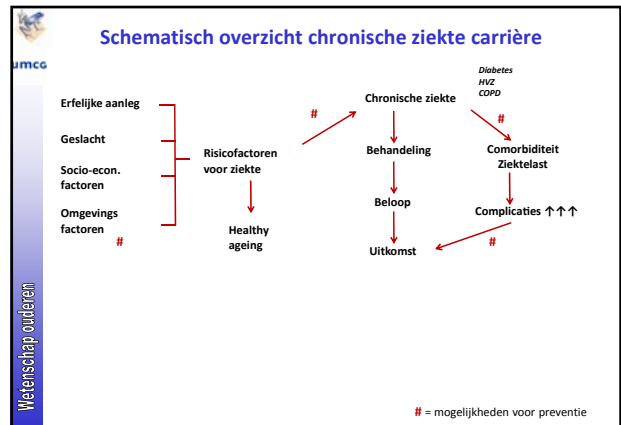 Schematisch overzicht chronische ziekte carrière
umcg
Diabetes
HVZ
COPD
Erfelijke aanleg
Geslacht
Socio-econ.
factoren
Omgevings
factoren
#
Risicofactoren
voor ziekte
Healthy
ageing
#
Chronische ziekte
Behandeling
Beloop
Uitkomst
#
Comorbiditeit
Ziektelast
Complicaties ↑↑↑
#
Wetenschap ouderen
# = mogelijkheden voor preventie